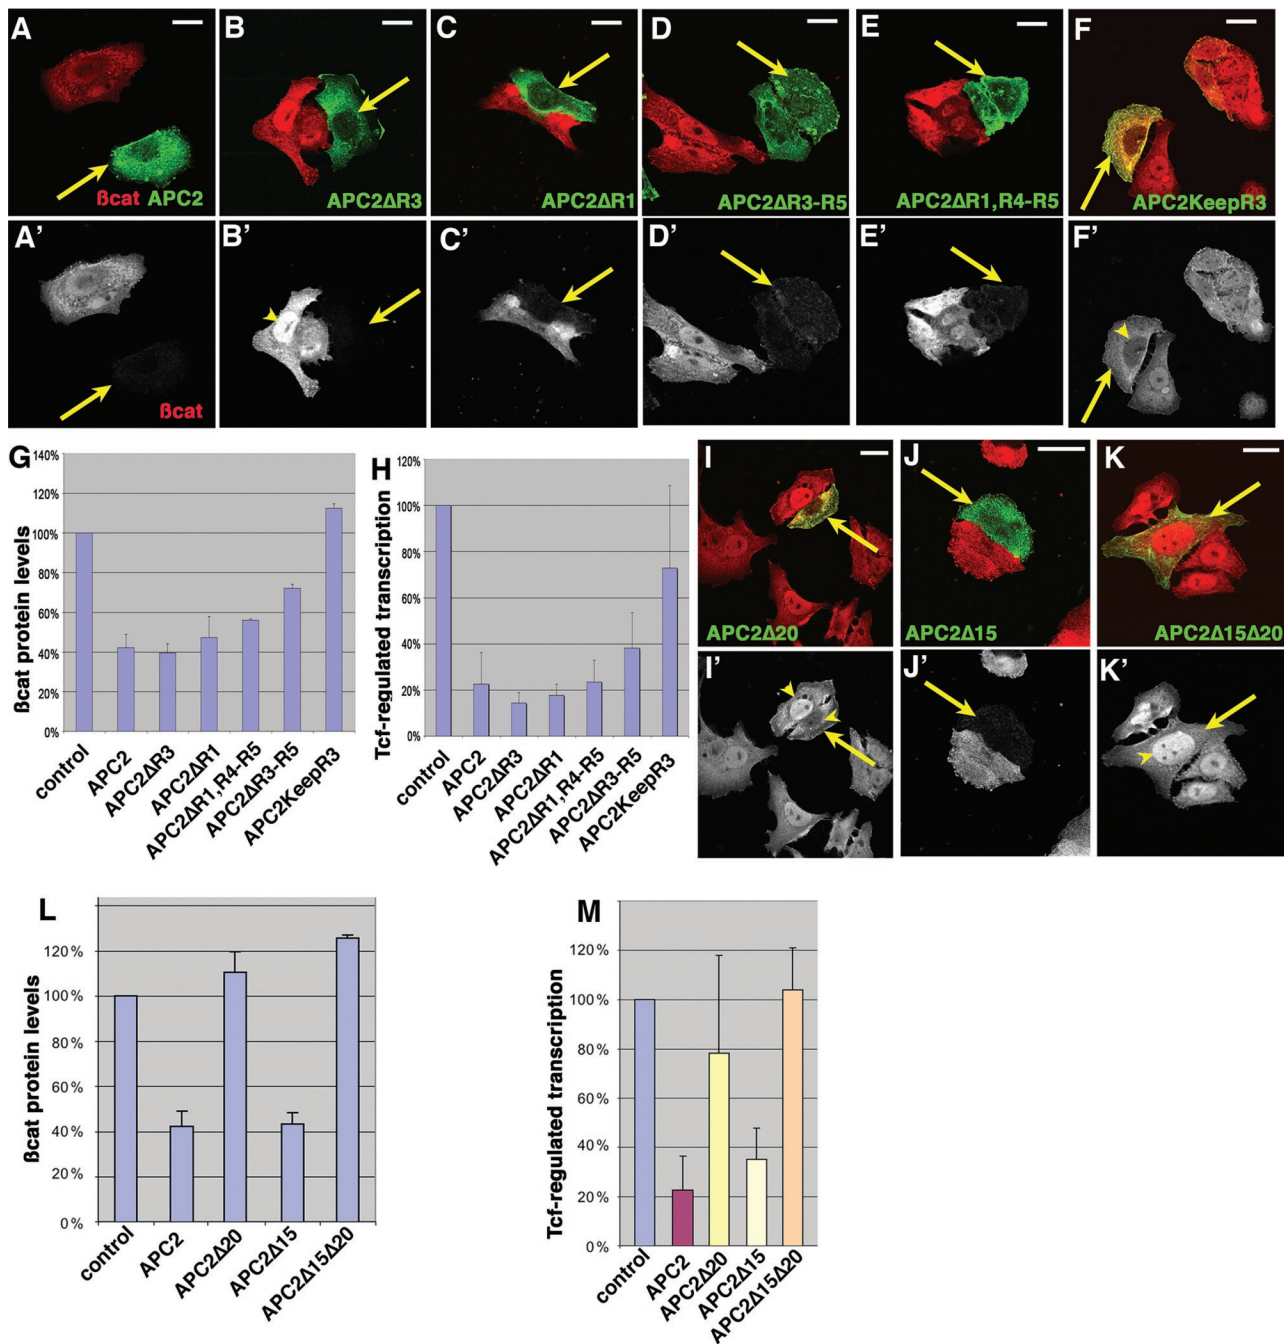 A
ßcat APC2
B
APC2ΔR3
C
APC2ΔR1
D
APC2ΔR3-R5
E
APC2ΔR1,R4-R5
F
APC2KeepR3
A’
ßcat
B’
C’
D’
E’
F’
G
ßcat protein levels
140%
120%
100%
80%
60%
40%
20%
0%
control
APC2
APC2ΔR3
APC2ΔR1
APC2ΔR1,R4-R5
APC2ΔR3-R5
APC2KeepR3
H
Tcf-regulated transcription
120%
100%
80%
60%
40%
20%
0%
control
APC2
APC2ΔR3
APC2ΔR1
APC2ΔR1,R4-R5
APC2ΔR3-R5
APC2KeepR3
I
APC2Δ20
J
APC2Δ15
K
APC2Δ15Δ20
I’
J’
K’
L
ßcat protein levels
120%
100%
80%
60%
40%
20%
0%
control
APC2
APC2Δ20
APC2Δ15
APC2Δ15Δ20
M
Tcf-regulated transcription
120%
100%
80%
60%
40%
20%
0%
control
APC2
APC2Δ20
APC2Δ15
APC2Δ15Δ20